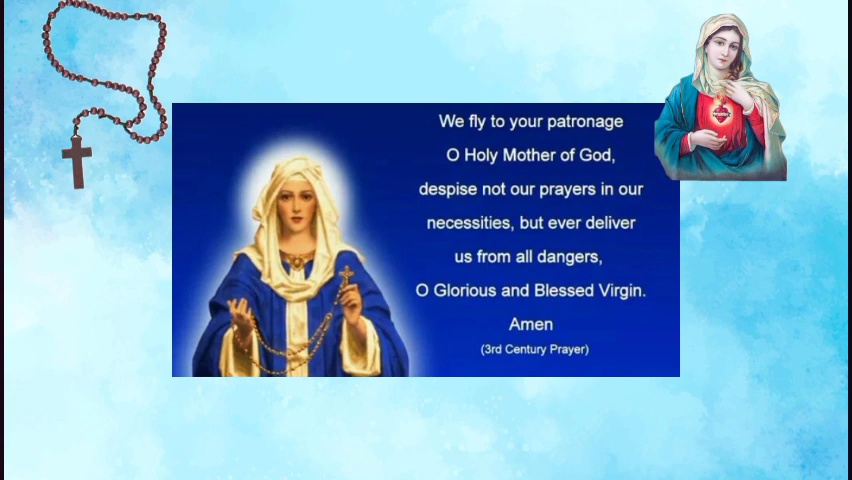 We fly to your patronage
O Holy Mother of God,
despise not our prayers in our
necessities, but ever deliver
us from all dangers,
O Glorious and Blessed Virgin.
Amen
(3rd Century Prayer)